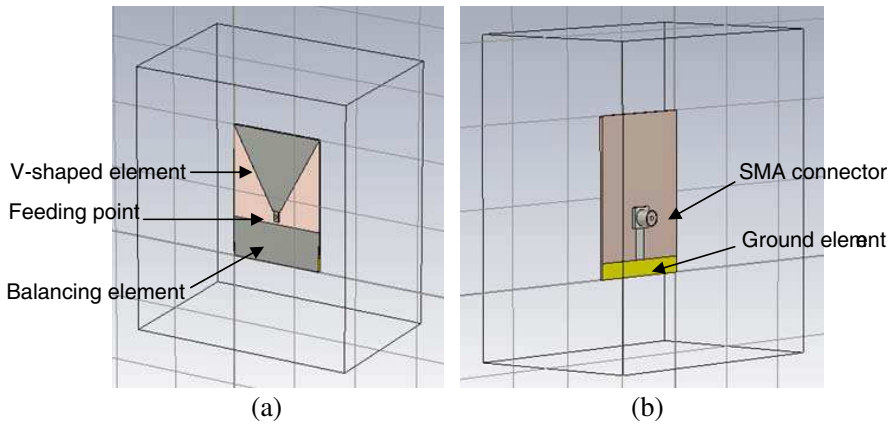 V-shaped element
Feeding point
Balancing element
SMA connector
Ground element
(a)
(b)